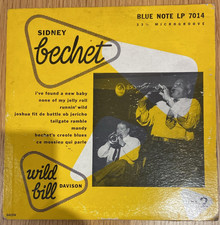 SIDNEY
bechet
BLUE NOTE LP 7014
33⅓ MICROGROOVE
i've found a new baby
none of my jelly roll
runnin' wild
joshua fit de battle ob jericho
tailgate ramble
mandy
bechet's creole blues
ce mossieu qui parle
wild
bill
DAVISON